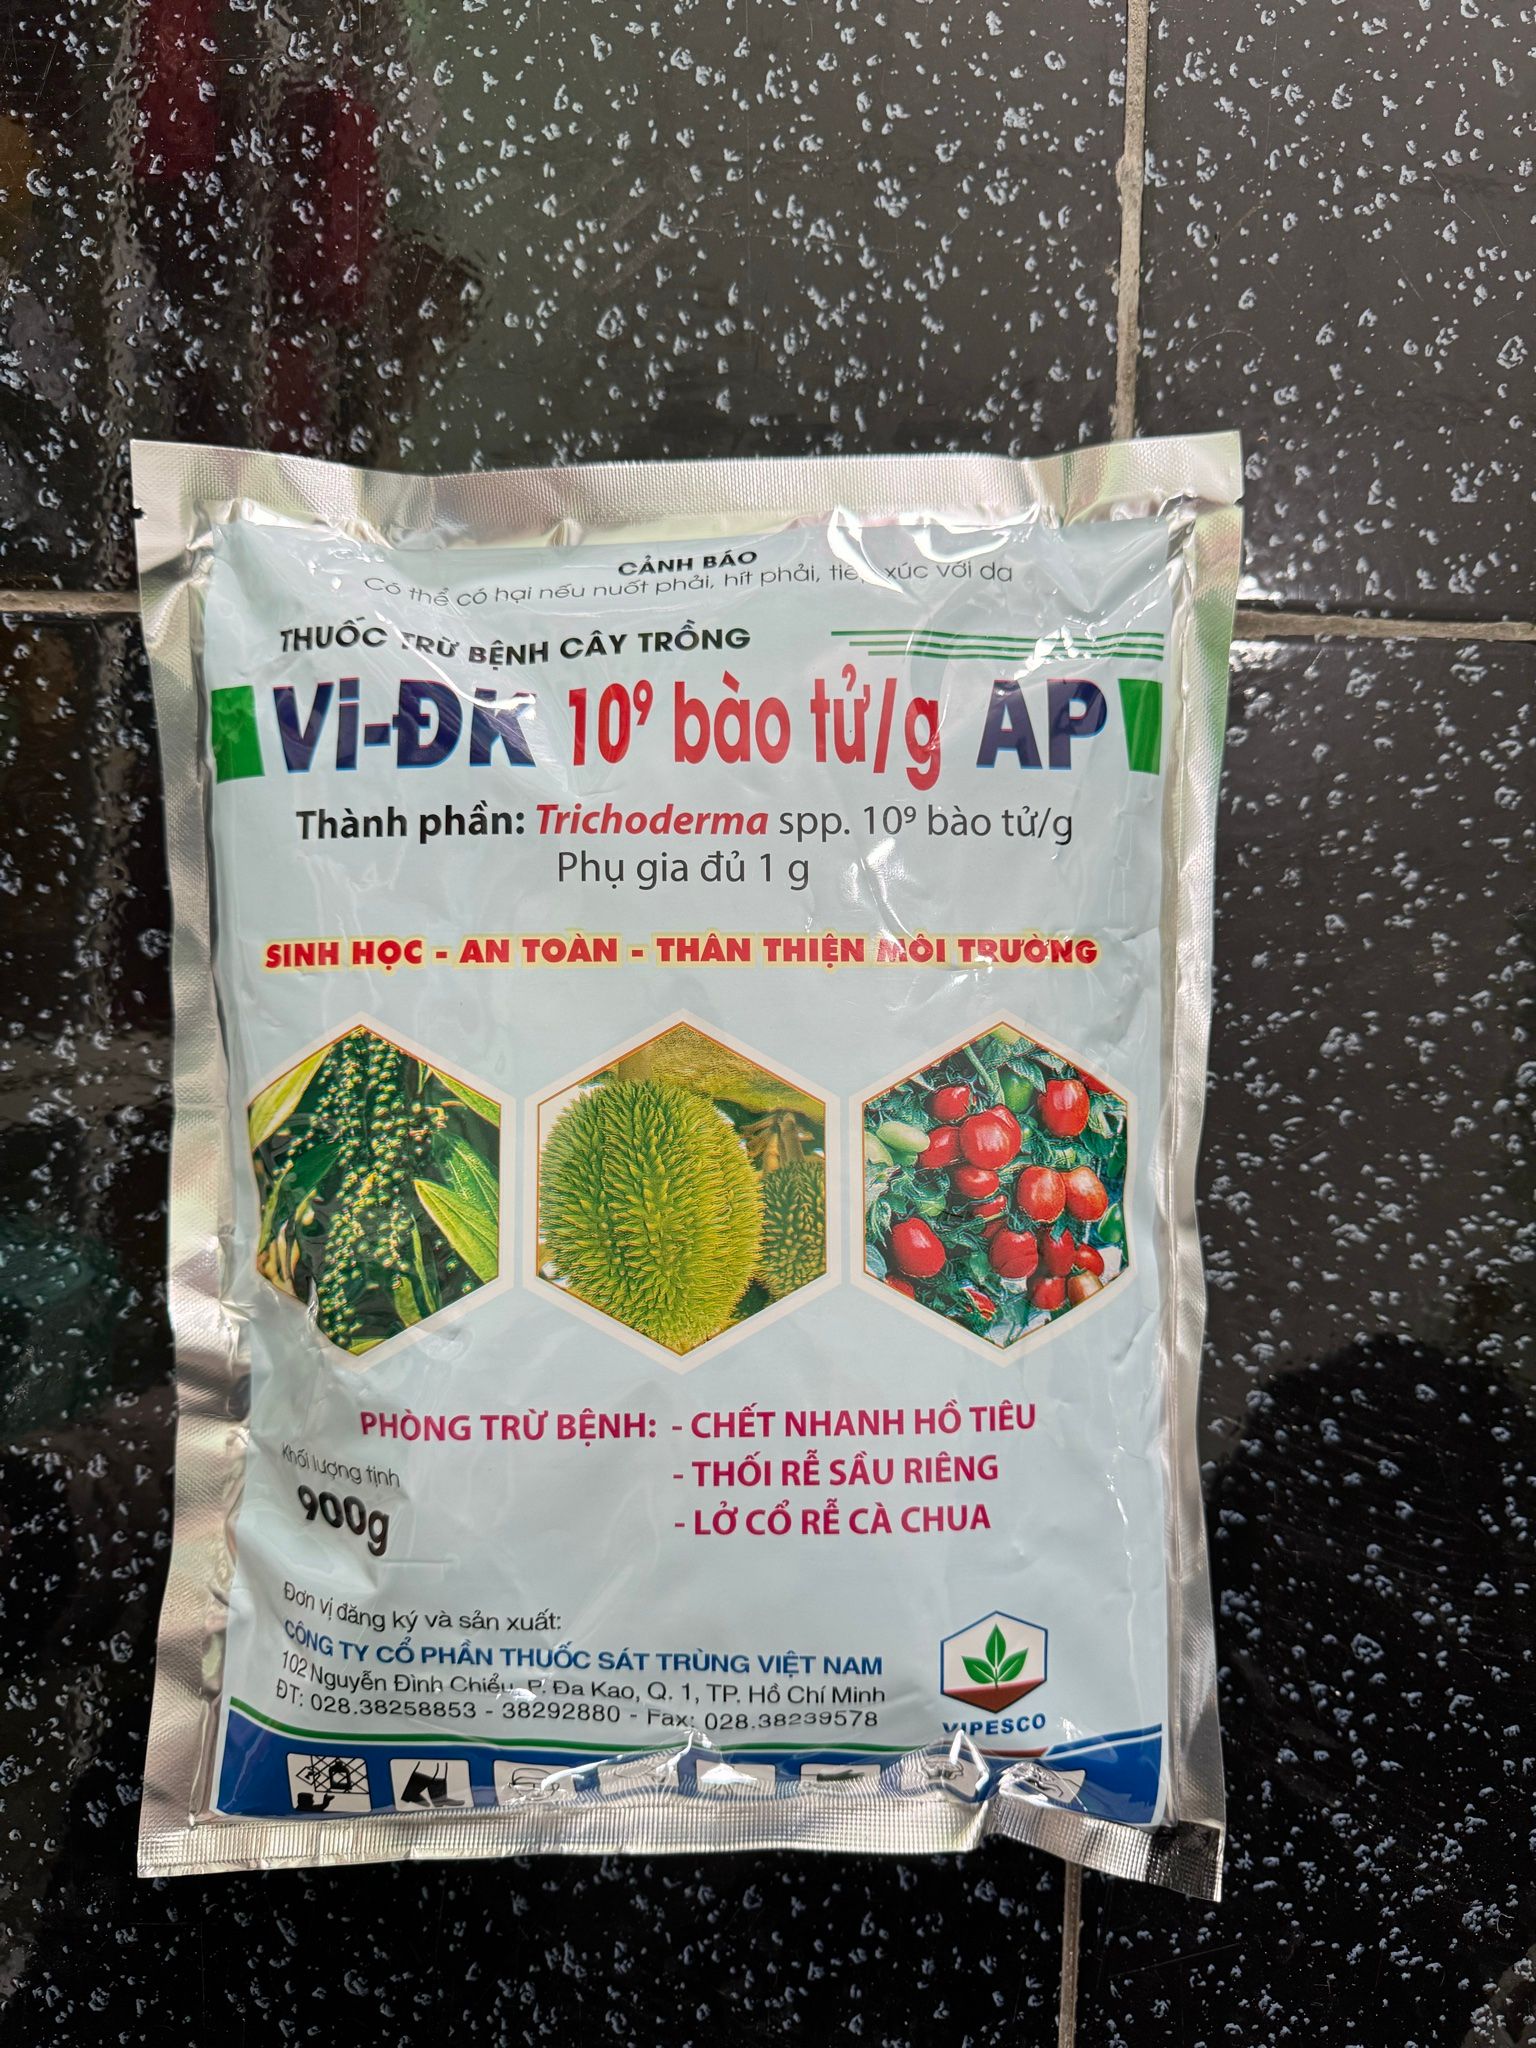 CẢNH BÁO
Có thể có hại nếu nuốt phải, hít phải, tiếp xúc với da
THUỐC TRỪ BỆNH CÂY TRỒNG
Vi-ĐK 10⁹ bào tử/g AP
Thành phần: Trichoderma spp. 10⁹ bào tử/g
Phụ gia đủ 1 g
SINH HỌC - AN TOÀN - THÂN THIỆN MÔI TRƯỜNG
PHÒNG TRỪ BỆNH: - CHẾT NHANH HỒ TIÊU
- THỐI RỄ SẦU RIÊNG
- LỞ CỔ RỄ CÀ CHUA
Khối lượng tịnh
900g
Đơn vị đăng ký và sản xuất:
CÔNG TY CỔ PHẦN THUỐC SÁT TRÙNG VIỆT NAM
102 Nguyễn Đình Chiểu, P. Đa Kao, Q. 1, TP. Hồ Chí Minh
ĐT: 028.38258853 - 38292880 - Fax: 028.38239578
VIPESCO